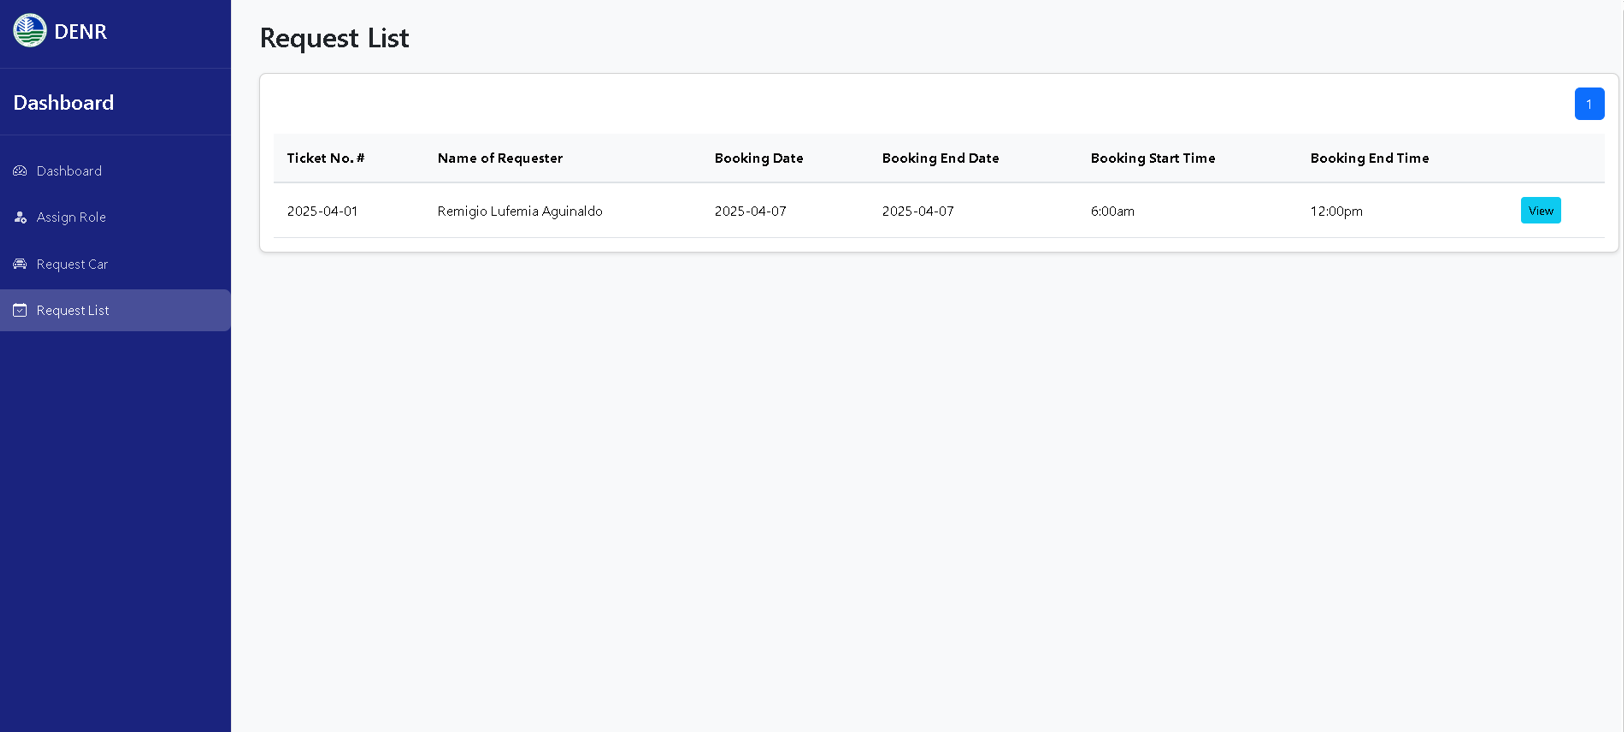 DENR
Dashboard
Dashboard
Assign Role
Request Car
Request List
Request List
1
Ticket No. # Name of Requester Booking Date Booking End Date Booking Start Time Booking End Time
2025-04-01 Remigio Lufemia Aguinaldo 2025-04-07 2025-04-07 6:00am 12:00pm View